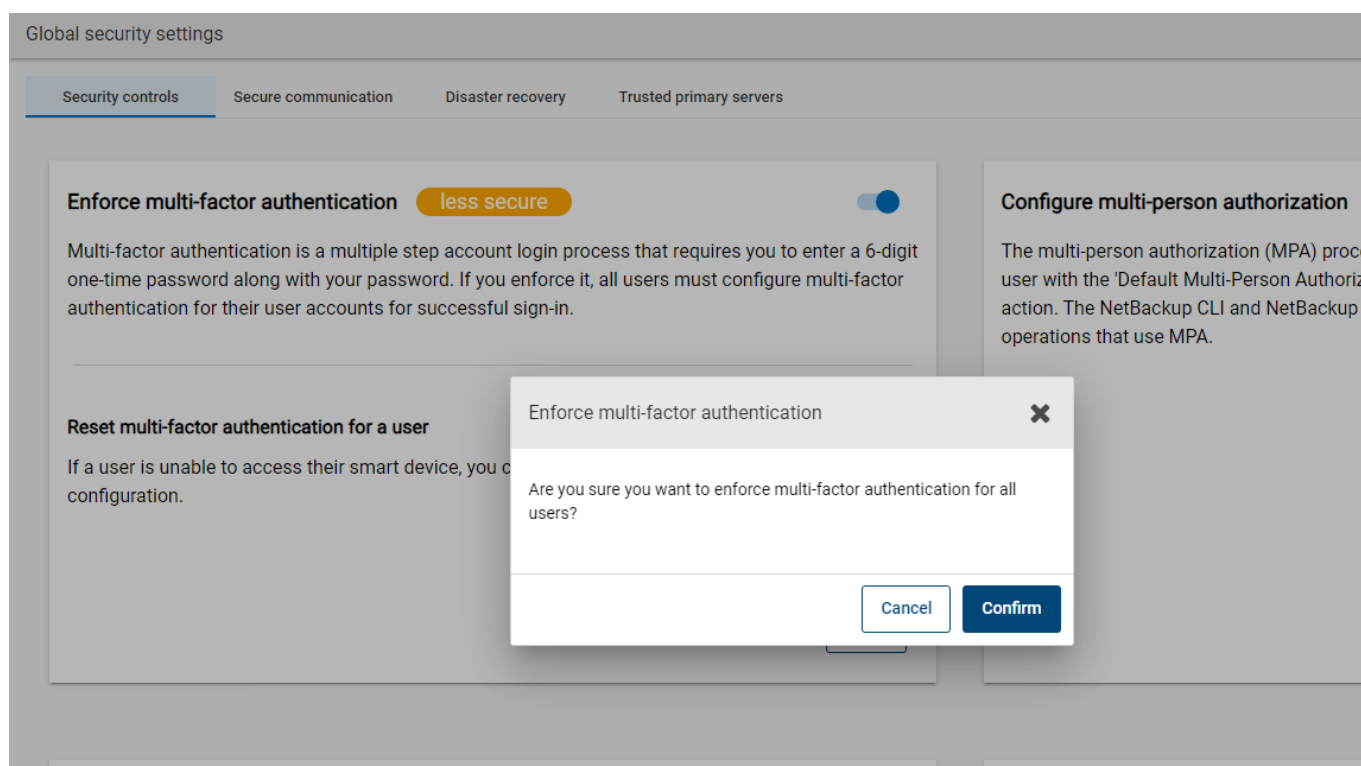 Global security settings
Security controls
Secure communication
Disaster recovery
Trusted primary servers
Enforce multi-factor authentication
less secure
Multi-factor authentication is a multiple step account login process that requires you to enter a 6-digit
one-time password along with your password. If you enforce it, all users must configure multi-factor
authentication for their user accounts for successful sign-in.
Reset multi-factor authentication for a user
If a user is unable to access their smart device, you
configuration.
Configure multi-person authorization
The multi-person authorization (MPA)
user with the 'Default Multi-Person
action. The NetBackup CLI and NetBackup
operations that use MPA.
Enforce multi-factor authentication
Are you sure you want to enforce multi-factor authentication for all
users?
Cancel
Confirm